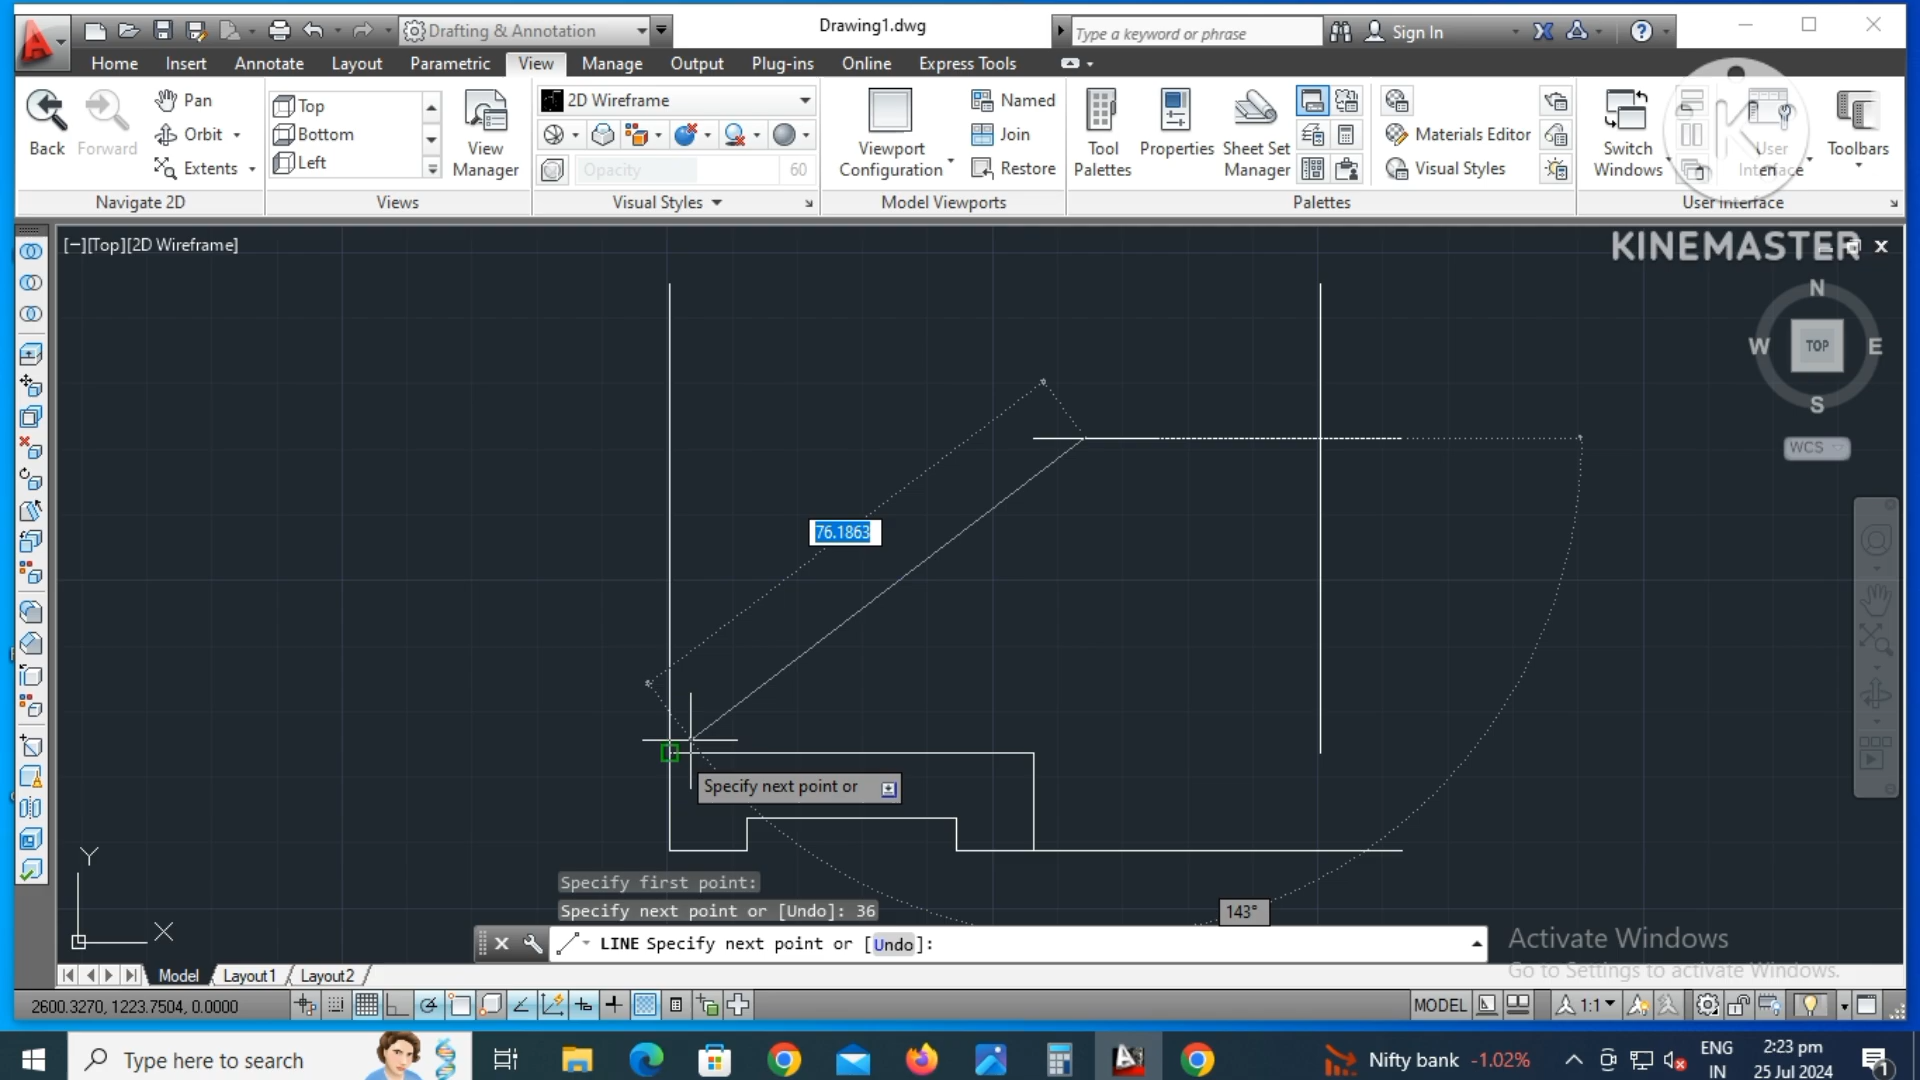 Drafting & Annotation
Drawing1.dwg
Type a keyword or phrase
Sign In
Home Insert Annotate Layout Parametric View Manage Output Plug-ins Online Express Tools
Back
Forward
Pan
Orbit
Extents
Navigate 2D
Top
Bottom
Left
View
Manager
Views
2D Wireframe
Opacity 60
Visual Styles
Viewport
Configuration
Named
Join
Restore
Model Viewports
Tool
Palettes
Properties
Sheet Set
Manager
Materials Editor
Visual Styles
Palettes
Switch
Windows
User
Interface
Toolbars
User Interface
[−][Top][2D Wireframe]
KINEMASTER
N
W TOP E
S
WCS
76.1863
Specify next point or
Y
X
143°
Specify first point:
Specify next point or [Undo]: 36
LINE Specify next point or [Undo]:
Activate Windows
Go to Settings to activate Windows.
Model Layout1 Layout2
2600.3270, 1223.7504, 0.0000
MODEL
1:1
Type here to search
Nifty bank -1.02%
ENG
IN
2:23 pm
25 Jul 2024
1